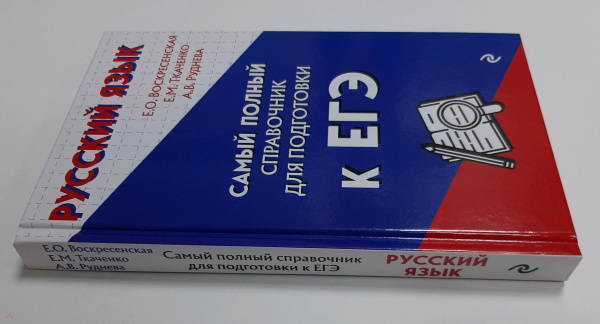 РУССКИЙ ЯЗЫК
Е.О. ВОСКРЕСЕНСКАЯ
Е.М. ТКАЧЕНКО
А.В. РУДНЕВА
САМЫЙ ПОЛНЫЙ
СПРАВОЧНИК
ДЛЯ ПОДГОТОВКИ
К ЕГЭ
Е.О. Воскресенская
Е.М. Ткаченко
А.В. Руднева
Самый полный справочник
для подготовки к ЕГЭ
РУССКИЙ
ЯЗЫК